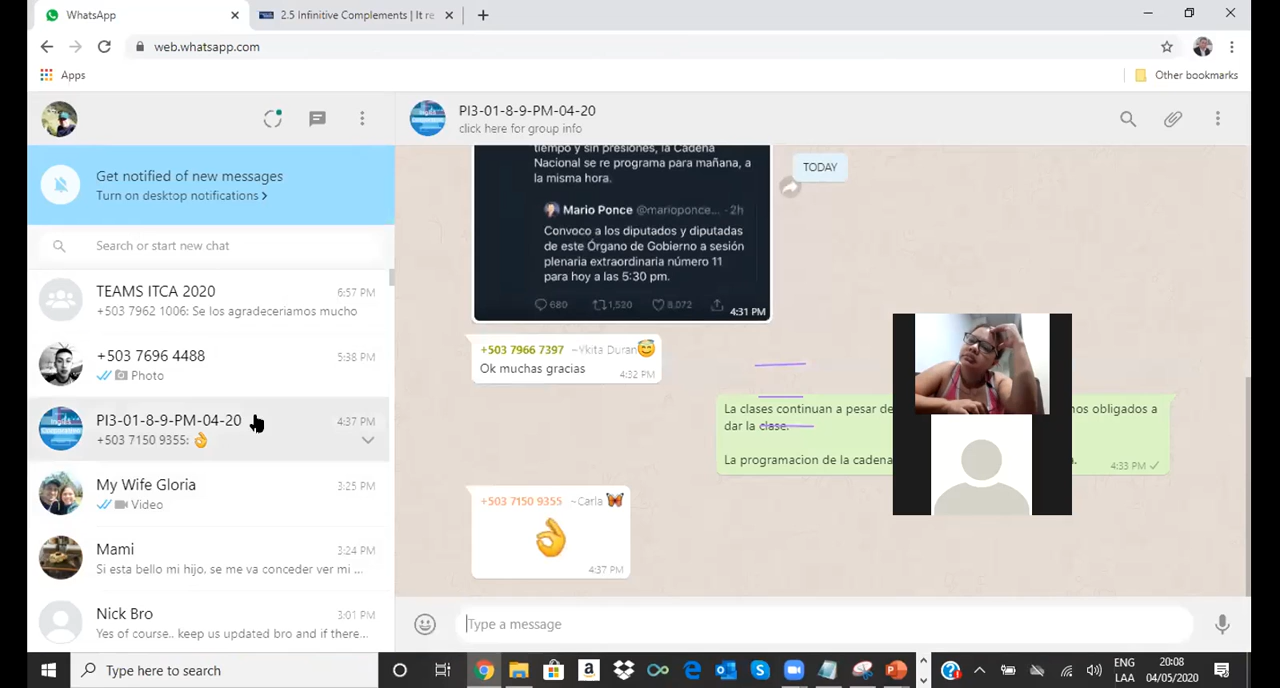 WhatsApp
2.5 Infinitive Complements | It re
web.whatsapp.com
Apps
Other bookmarks
PI3-01-8-9-PM-04-20
click here for group info
Get notified of new messages
Turn on desktop notifications >
Search or start new chat
TEAMS ITCA 2020
6:57 PM
+503 7962 1006: Se los agradeceriamos mucho
+503 7696 4488
5:38 PM
Photo
PI3-01-8-9-PM-04-20
4:37 PM
+503 7150 9355: 👌
My Wife Gloria
3:25 PM
Video
Mami
3:24 PM
Si esta bello mi hijo, se me va conceder ver mi ...
Nick Bro
3:01 PM
Yes of course.. keep us updated bro and if there...
tiempo y sin presiones, la Cadena
Nacional se re programa para mañana, a
la misma hora.
Mario Ponce @marioponce... · 2h
Convoco a los diputados y diputadas
de este Órgano de Gobierno a sesión
plenaria extraordinaria número 11
para hoy a las 5:30 pm.
680 1,520 8,072
4:31 PM
TODAY
+503 7966 7397 ~Ykita Duran😇
Ok muchas gracias
4:32 PM
La clases continuan a pesar de
nos obligados a
dar la clase.
La programacion de la cadena
4:33 PM
+503 7150 9355 ~Carla 🦋
👌
4:37 PM
Type a message
Type here to search
ENG
LAA
20:08
04/05/2020